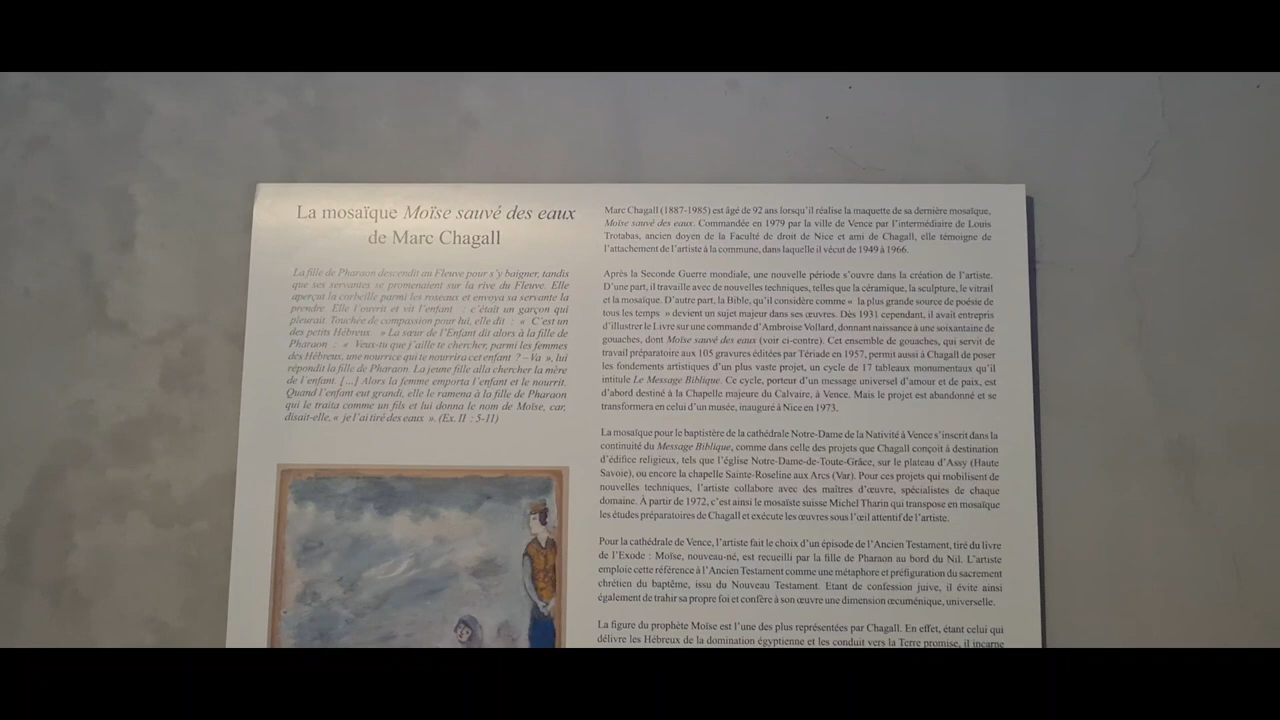 La mosaïque Moïse sauvé des eaux
de Marc Chagall
La fille de Pharaon descendit au Fleuve pour s'y baigner, tandis
que ses servantes se promenaient sur la rive du Fleuve. Elle
aperçut la corbeille parmi les roseaux et envoya sa servante la
prendre. Elle l'ouvrit et vit l'enfant : c'était un garçon qui
pleurait. Touchée de compassion pour lui, elle dit : « C'est un
des petits Hébreux. » La sœur de l'Enfant dit alors à la fille de
Pharaon : « Veux-tu que j'aille te chercher, parmi les femmes
des Hébreux, une nourrice qui te nourrira cet enfant ? – Va », lui
répondit la fille de Pharaon. La jeune fille alla chercher la mère
de l'enfant. [...] Alors la femme emporta l'enfant et le nourrit.
Quand l'enfant eut grandi, elle le ramena à la fille de Pharaon
qui le traita comme un fils et lui donna le nom de Moïse, car,
disait-elle, « je l'ai tiré des eaux ». (Ex. II : 5-11)
Marc Chagall (1887-1985) est âgé de 92 ans lorsqu'il réalise la maquette de sa dernière mosaïque,
Moïse sauvé des eaux. Commandée en 1979 par la ville de Vence par l'intermédiaire de Louis
Trotabas, ancien doyen de la Faculté de droit de Nice et ami de Chagall, elle témoigne de
l'attachement de l'artiste à la commune, dans laquelle il vécut de 1949 à 1966.
Après la Seconde Guerre mondiale, une nouvelle période s'ouvre dans la création de l'artiste.
D'une part, il travaille avec de nouvelles techniques, telles que la céramique, la sculpture, le vitrail
et la mosaïque. D'autre part, la Bible, qu'il considère comme « la plus grande source de poésie de
tous les temps » devient un sujet majeur dans ses œuvres. Dès 1931 cependant, il avait entrepris
d'illustrer le Livre sur une commande d'Ambroise Vollard, donnant naissance à une soixantaine de
gouaches, dont Moïse sauvé des eaux (voir ci-contre). Cet ensemble de gouaches, qui servit de
travail préparatoire aux 105 gravures éditées par Tériade en 1957, permit aussi à Chagall de poser
les fondements artistiques d'un plus vaste projet, un cycle de 17 tableaux monumentaux qu'il
intitule Le Message Biblique. Ce cycle, porteur d'un message universel d'amour et de paix, est
d'abord destiné à la Chapelle majeure du Calvaire, à Vence. Mais le projet est abandonné et se
transformera en celui d'un musée, inauguré à Nice en 1973.
La mosaïque pour le baptistère de la cathédrale Notre-Dame de la Nativité à Vence s'inscrit dans la
continuité du Message Biblique, comme dans celle des projets que Chagall conçoit à destination
d'édifice religieux, tels que l'église Notre-Dame-de-Toute-Grâce, sur le plateau d'Assy (Haute
Savoie), ou encore la chapelle Sainte-Roseline aux Arcs (Var). Pour ces projets qui mobilisent de
nouvelles techniques, l'artiste collabore avec des maîtres d'œuvre, spécialistes de chaque
domaine. À partir de 1972, c'est ainsi le mosaïste suisse Michel Tharin qui transpose en mosaïque
les études préparatoires de Chagall et exécute les œuvres sous l'œil attentif de l'artiste.
Pour la cathédrale de Vence, l'artiste fait le choix d'un épisode de l'Ancien Testament, tiré du livre
de l'Exode : Moïse, nouveau-né, est recueilli par la fille de Pharaon au bord du Nil. L'artiste
emploie cette référence à l'Ancien Testament comme une métaphore et préfiguration du sacrement
chrétien du baptême, issu du Nouveau Testament. Etant de confession juive, il évite ainsi
également de trahir sa propre foi et confère à son œuvre une dimension œcuménique, universelle.
La figure du prophète Moïse est l'une des plus représentées par Chagall. En effet, étant celui qui
délivre les Hébreux de la domination égyptienne et les conduit vers la Terre promise, il incarne